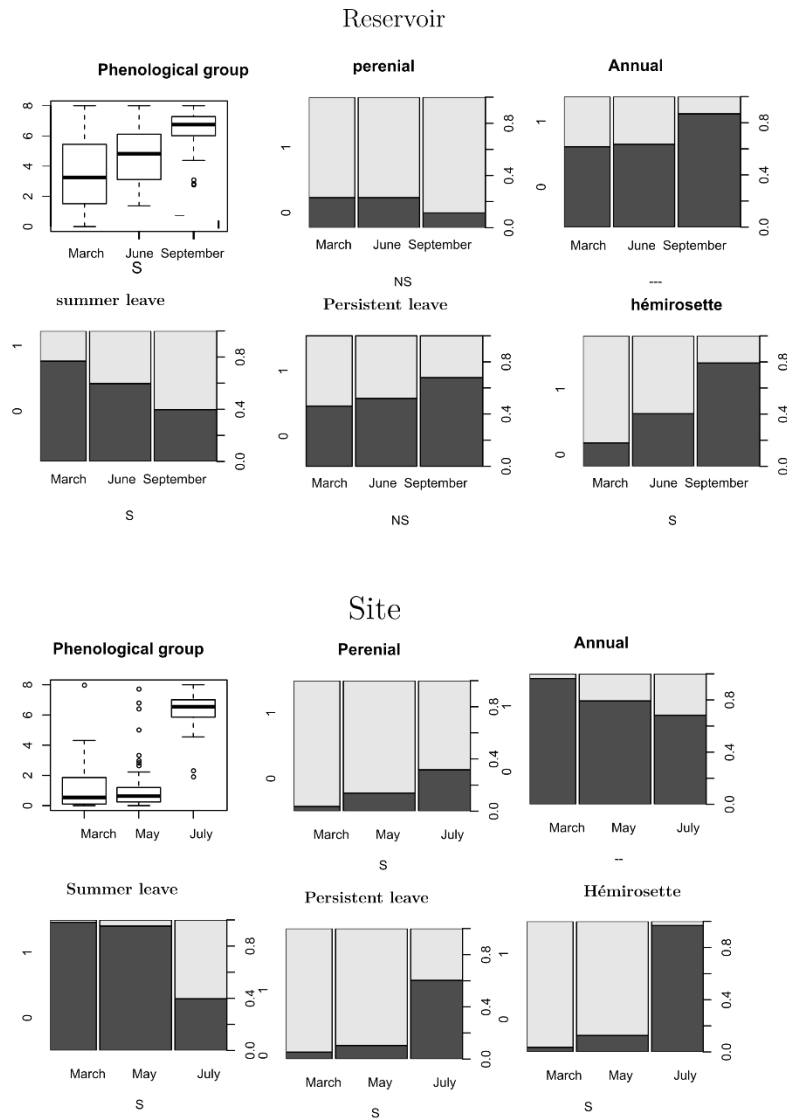 Reservoir
Phenological group
perenial
Annual
0 2 4 6 8
March June September
S
0 1
0.0 0.4 0.8
March June September
NS
0 1
0.0 0.4 0.8
March June September
---
summer leave
Persistent leave
hémirosette
0 1
0.0 0.4 0.8
March June September
S
0 1
0.0 0.4 0.8
March June September
NS
0 1
0.0 0.4 0.8
March June September
S
Site
Phenological group
Perenial
Annual
0 2 4 6 8
March May July
0 1
0.0 0.4 0.8
March May July
S
0 1
0.0 0.4 0.8
March May July
--
Summer leave
Persistent leave
Hémirosette
0 1
0.0 0.4 0.8
March May July
S
0 1
0.0 0.4 0.8
March May July
S
0 1
0.0 0.4 0.8
March May July
S